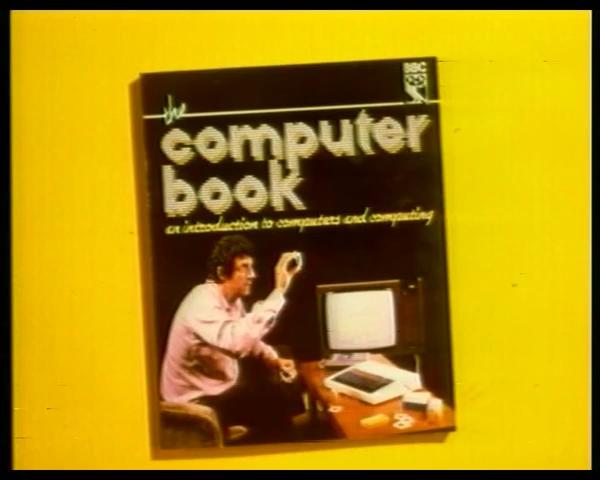 BBC
the
computer
book
an introduction to computers and computing